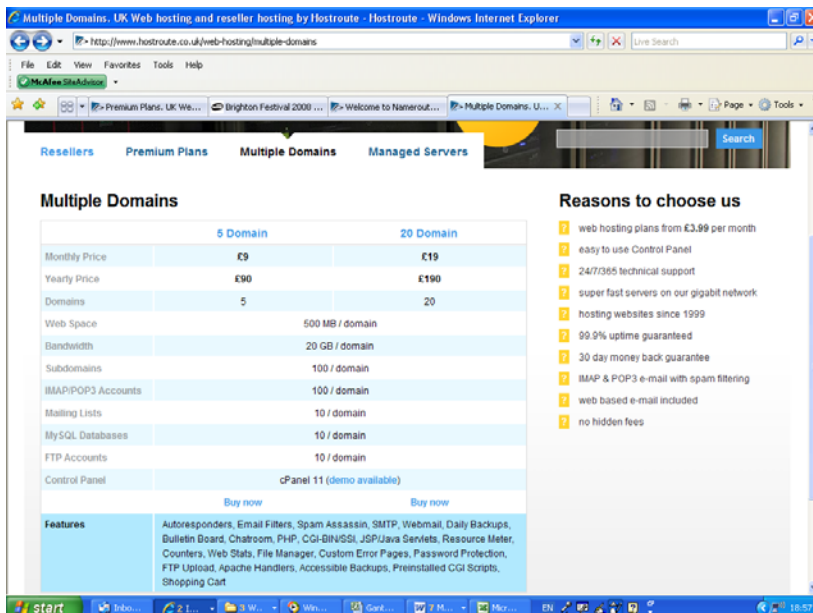 Multiple Domains. UK Web hosting and reseller hosting by Hostroute - Hostroute - Windows Internet Explorer
http://www.hostroute.co.uk/web-hosting/multiple-domains
Live Search
File Edit View Favorites Tools Help
McAfee SiteAdvisor
Premium Plans. UK We... Brighton Festival 2008 ... Welcome to Namerout... Multiple Domains. U... X Page Tools
Search
Resellers Premium Plans Multiple Domains Managed Servers
Multiple Domains
5 Domain 20 Domain
Monthly Price £9 £19
Yearly Price £90 £190
Domains 5 20
Web Space 500 MB / domain
Bandwidth 20 GB / domain
Subdomains 100 / domain
IMAP/POP3 Accounts 100 / domain
Mailing Lists 10 / domain
MySQL Databases 10 / domain
FTP Accounts 10 / domain
Control Panel cPanel 11 (demo available)
Buy now Buy now
Features Autoresponders, Email Filters, Spam Assassin, SMTP, Webmail, Daily Backups,
Bulletin Board, Chatroom, PHP, CGI-BIN/SSI, JSP/Java Servlets, Resource Meter,
Counters, Web Stats, File Manager, Custom Error Pages, Password Protection,
FTP Upload, Apache Handlers, Accessible Backups, Preinstalled CGI Scripts,
Shopping Cart
Reasons to choose us
web hosting plans from £3.99 per month
easy to use Control Panel
24/7/365 technical support
super fast servers on our gigabit network
hosting websites since 1999
99.9% uptime guaranteed
30 day money back guarantee
IMAP & POP3 e-mail with spam filtering
web based e-mail included
no hidden fees
start Inbo... 2 I... 3 W... Win... Gant... 7 M... Micr... EN 18:57